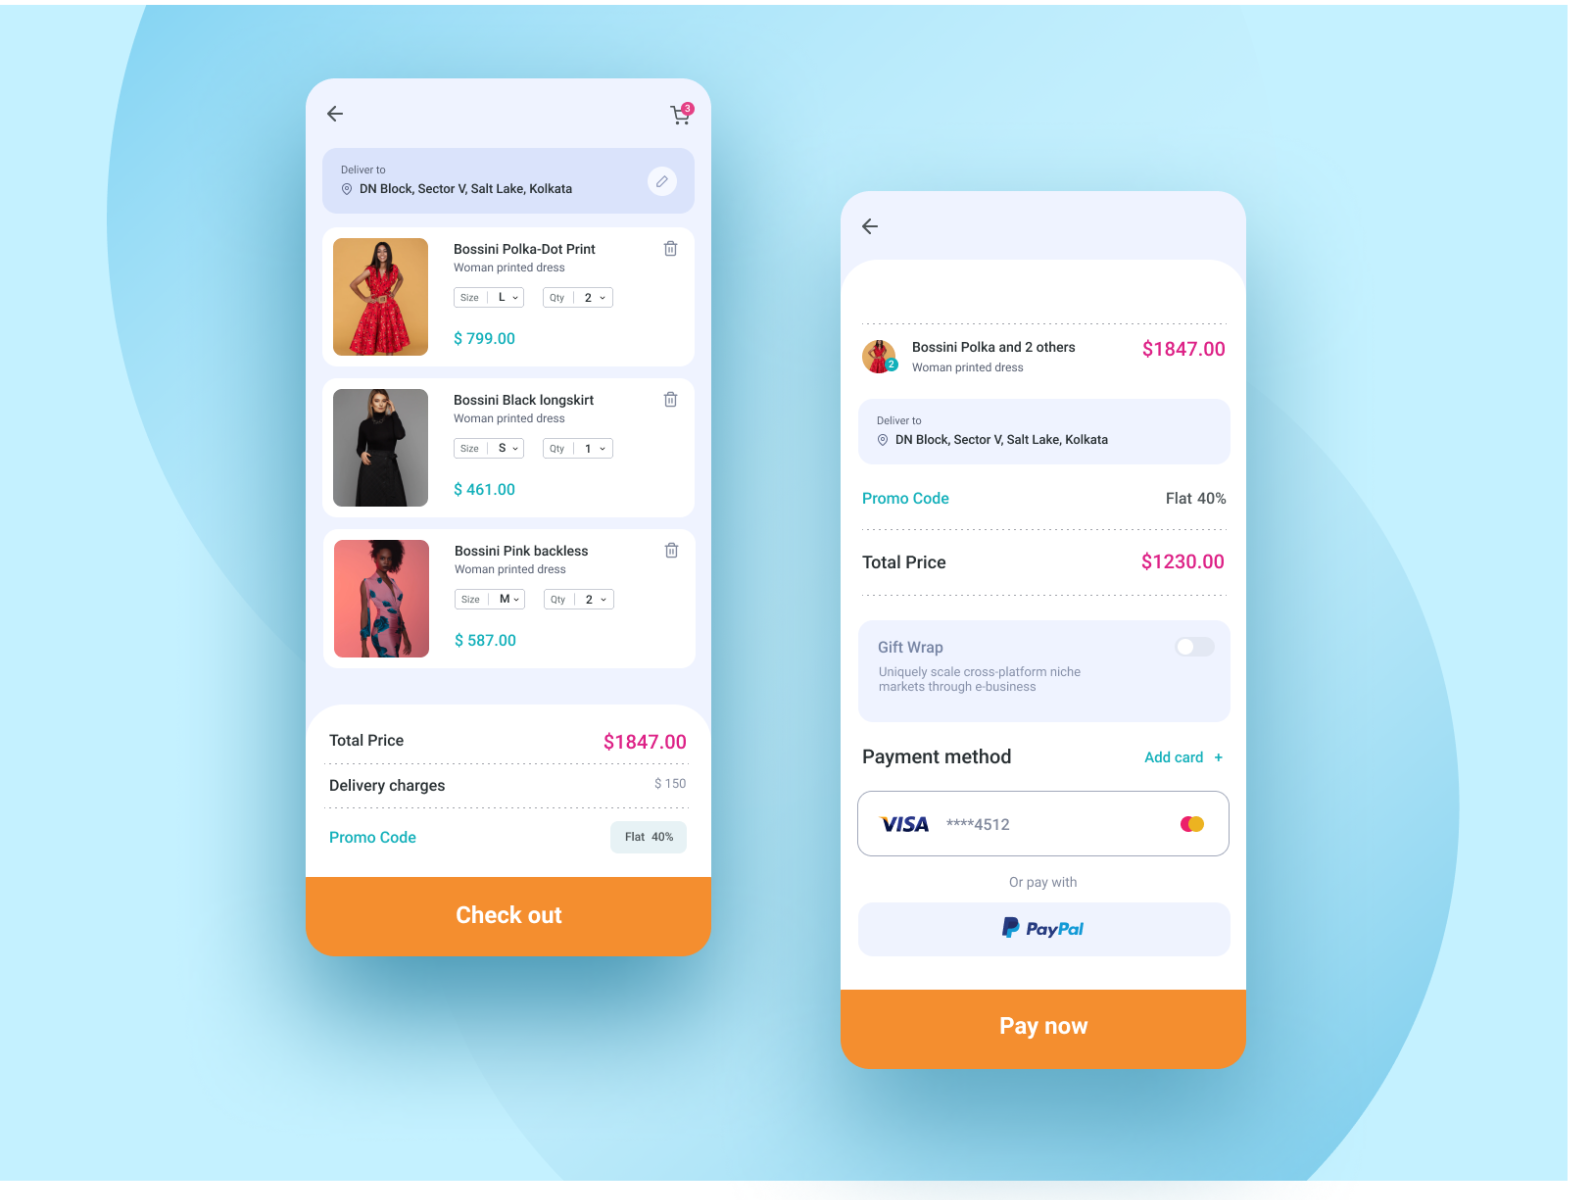 3
Deliver to
DN Block, Sector V, Salt Lake, Kolkata
Bossini Polka-Dot Print
Woman printed dress
Size L Qty 2
$ 799.00
Bossini Black longskirt
Woman printed dress
Size S Qty 1
$ 461.00
Bossini Pink backless
Woman printed dress
Size M Qty 2
$ 587.00
Total Price $1847.00
Delivery charges $ 150
Promo Code Flat 40%
Check out
Bossini Polka and 2 others $1847.00
2
Woman printed dress
Deliver to
DN Block, Sector V, Salt Lake, Kolkata
Promo Code Flat 40%
Total Price $1230.00
Gift Wrap
Uniquely scale cross-platform niche
markets through e-business
Payment method Add card +
VISA ****4512
Or pay with
PayPal
Pay now